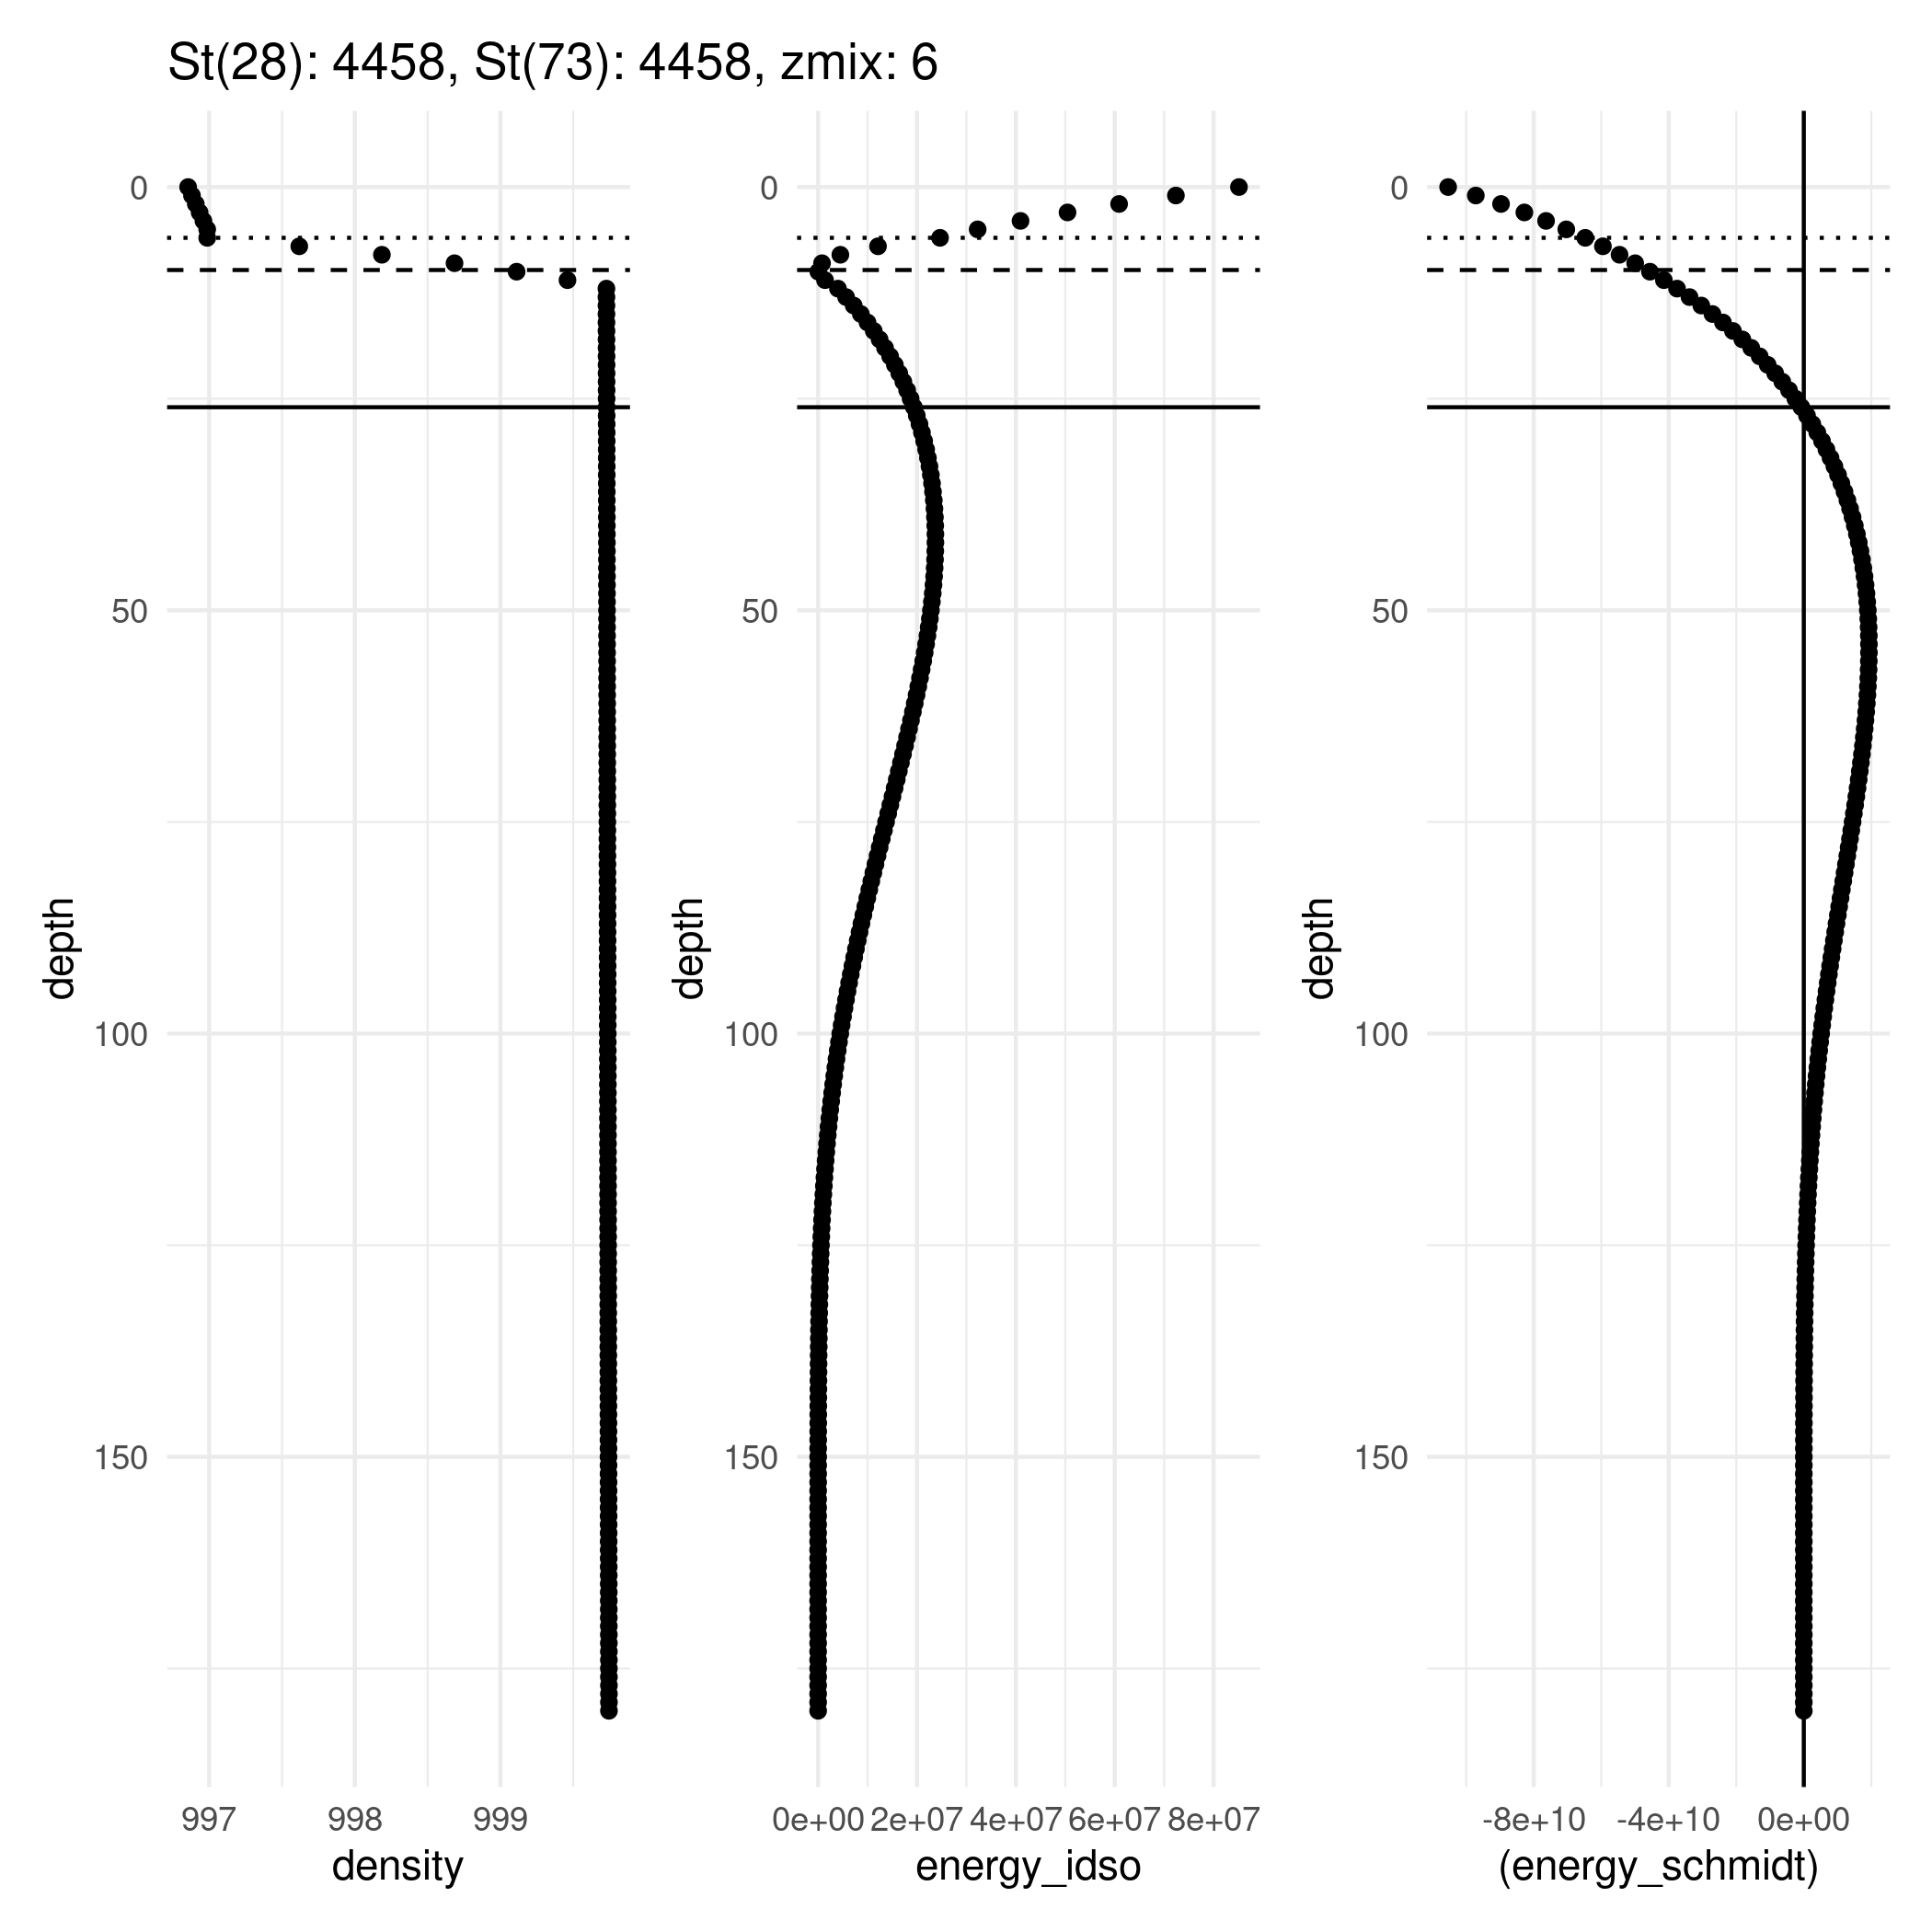 St(28): 4458, St(73): 4458, zmix: 6
0
50
100
150
depth
997 998 999
density
0
50
100
150
depth
0e+00 2e+07 4e+07 6e+07 8e+07
energy_idso
0
50
100
150
depth
-8e+10 -4e+10 0e+00
(energy_schmidt)